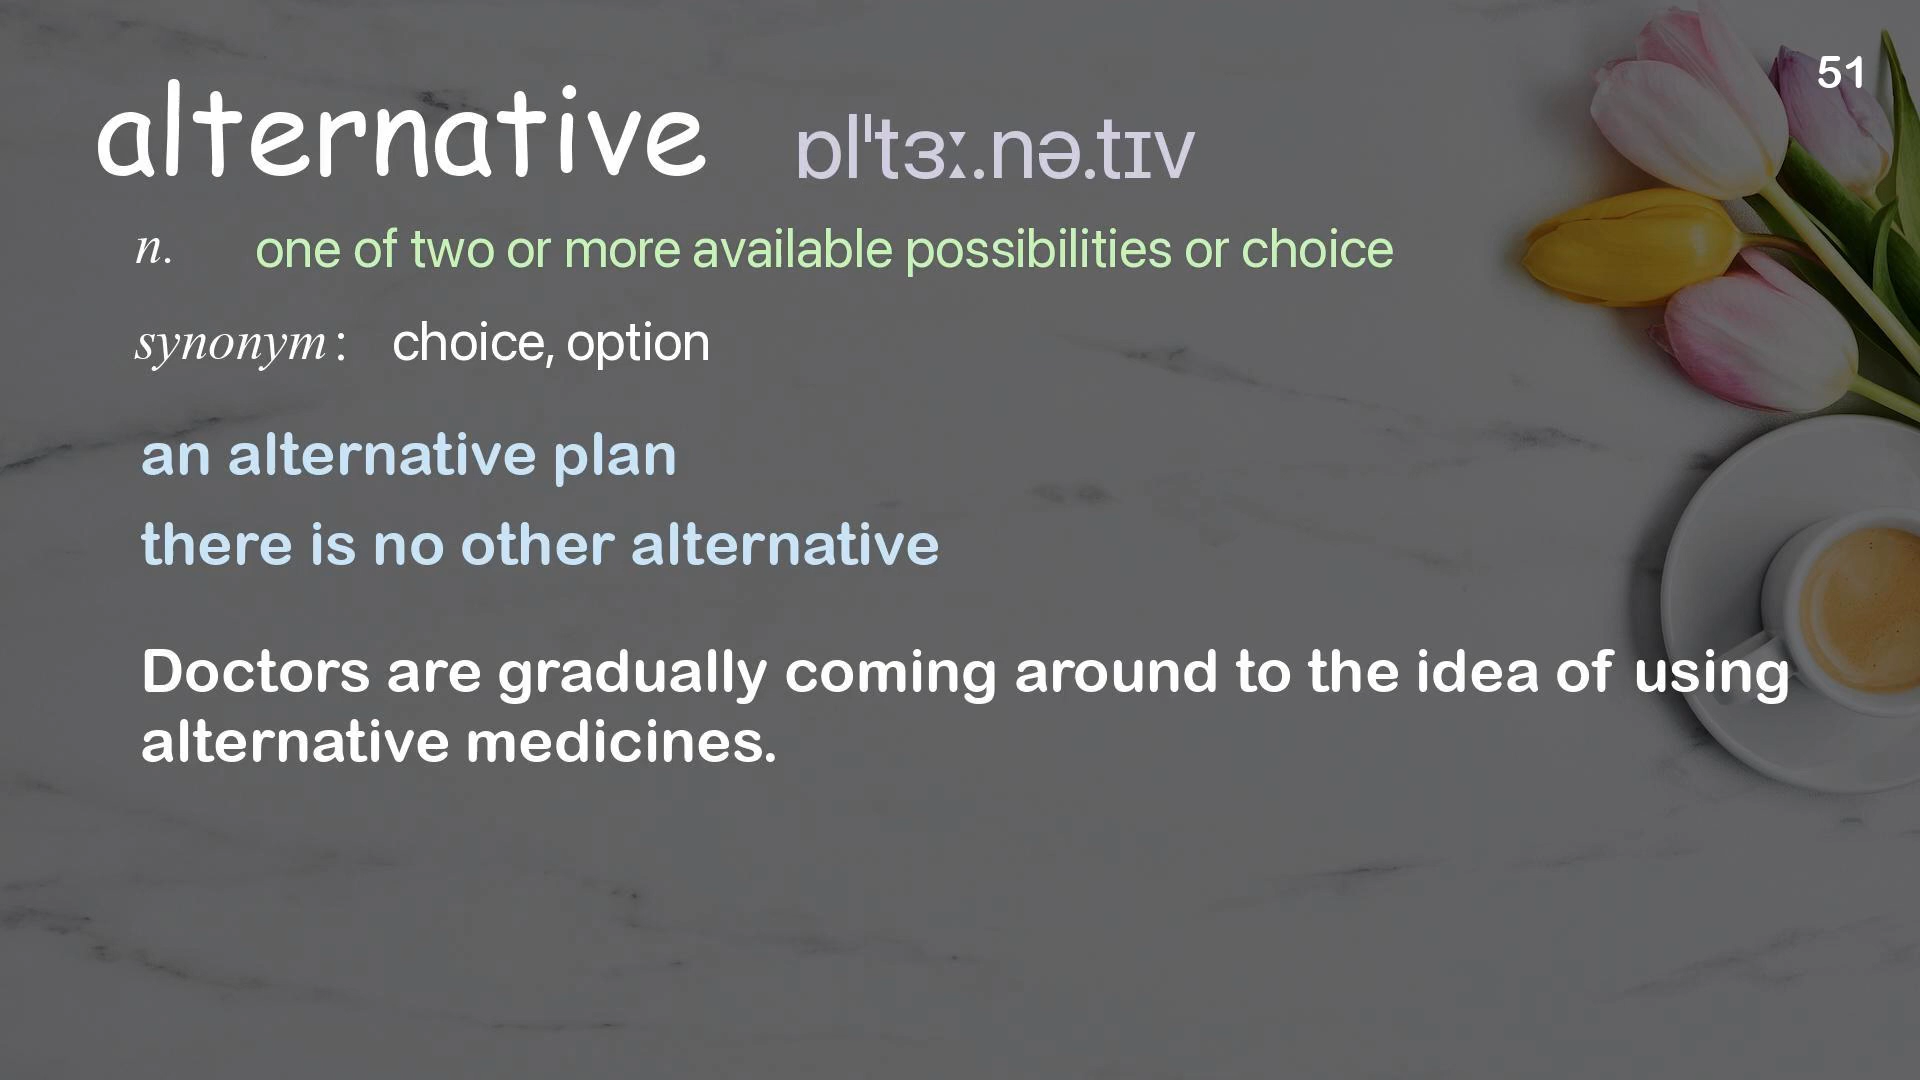 51
alternative ɒlˈtɜː.nə.tɪv
n. one of two or more available possibilities or choice
synonym: choice, option
an alternative plan
there is no other alternative
Doctors are gradually coming around to the idea of using
alternative medicines.